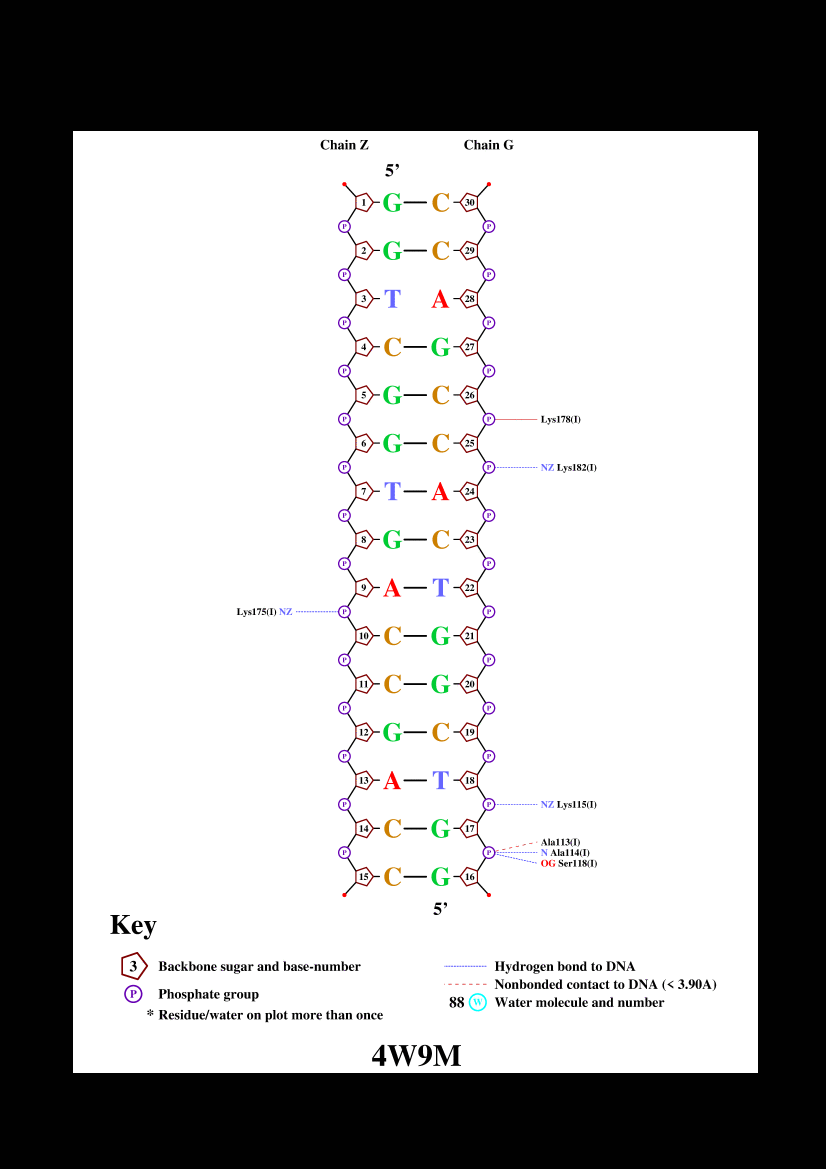 Chain Z Chain G
5’
1 G C 30
P P
2 G C 29
P P
3 T A 28
P P
4 C G 27
P P
5 G C 26
P P Lys178(I)
6 G C 25
P P NZ Lys182(I)
7 T A 24
P P
8 G C 23
P P
9 A T 22
Lys175(I) NZ P P
10 C G 21
P P
11 C G 20
P P
12 G C 19
P P
13 A T 18
P P NZ Lys115(I)
14 C G 17
Ala113(I)
P P N Ala114(I)
OG Ser118(I)
15 C G 16
5’
Key
3 Backbone sugar and base-number
P Phosphate group
* Residue/water on plot more than once
Hydrogen bond to DNA
Nonbonded contact to DNA (< 3.90A)
88 W Water molecule and number
4W9M